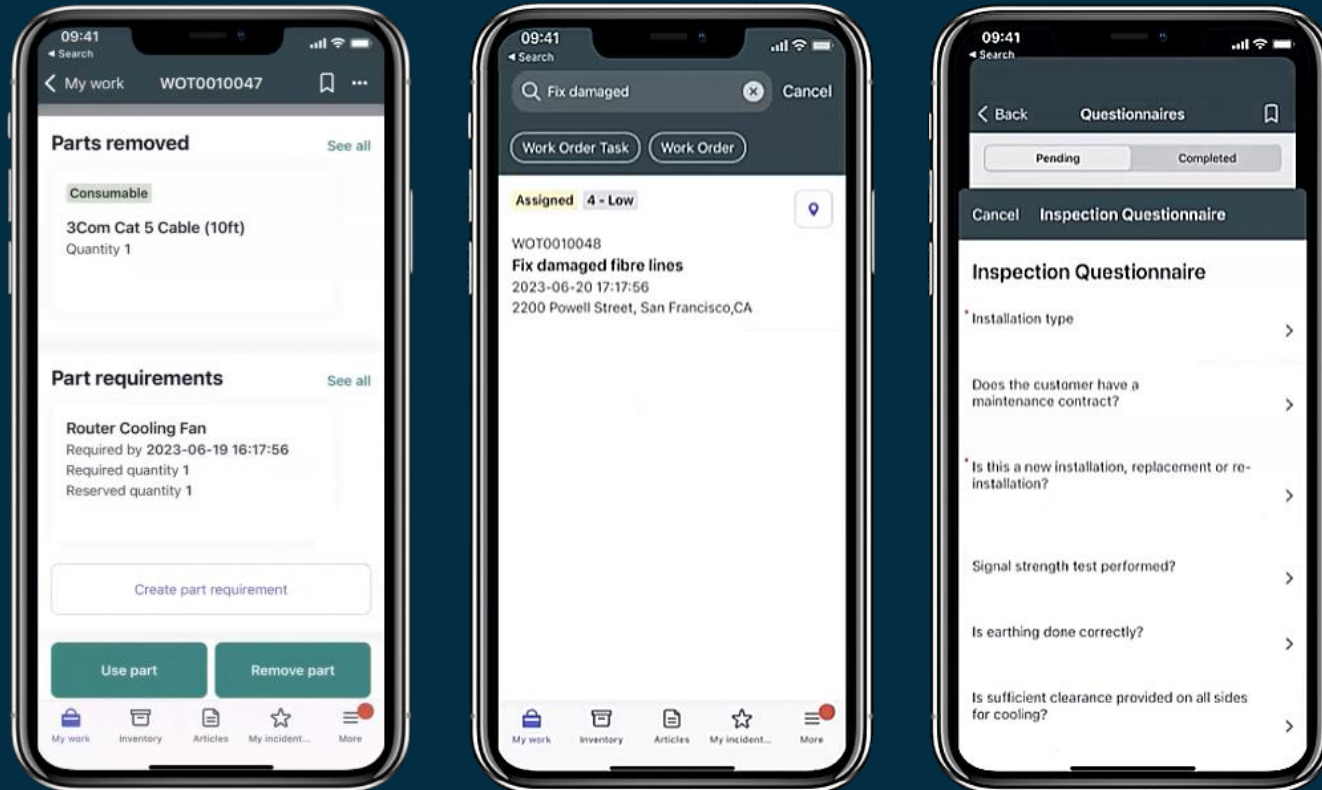 09:41
Search
My work WOT0010047
Parts removed See all
Consumable
3Com Cat 5 Cable (10ft)
Quantity 1
Part requirements See all
Router Cooling Fan
Required by 2023-06-19 16:17:56
Required quantity 1
Reserved quantity 1
Create part requirement
Use part Remove part
My work Inventory Articles My incident... More
09:41
Search
Fix damaged Cancel
Work Order Task Work Order
Assigned 4 - Low
WOT0010048
Fix damaged fibre lines
2023-06-20 17:17:56
2200 Powell Street, San Francisco,CA
My work Inventory Articles My incident... More
09:41
Search
Back Questionnaires
Pending Completed
Cancel Inspection Questionnaire
Inspection Questionnaire
* Installation type
Does the customer have a
maintenance contract?
* Is this a new installation, replacement or re-
installation?
Signal strength test performed?
Is earthing done correctly?
Is sufficient clearance provided on all sides
for cooling?